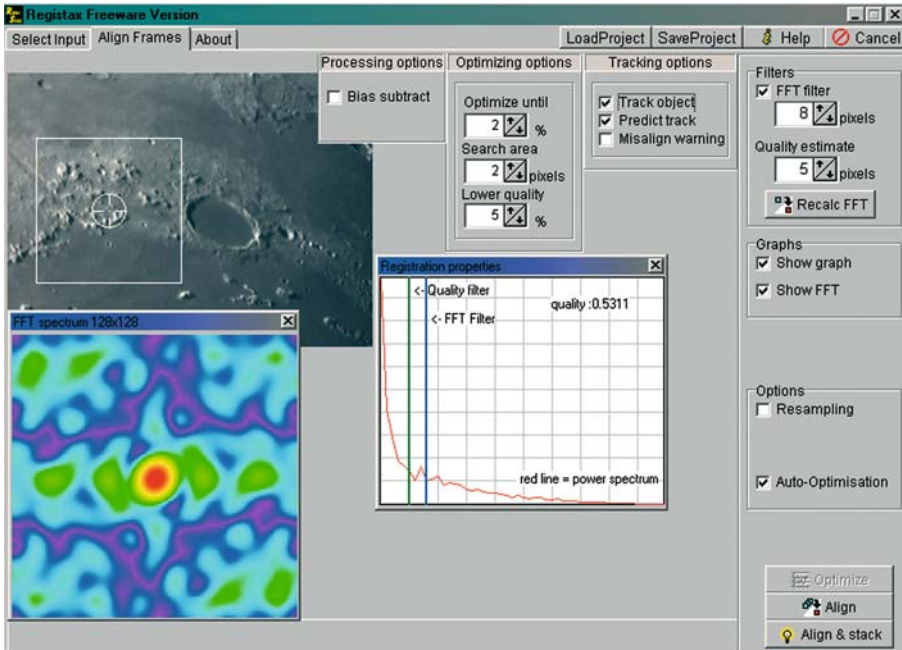 Registax Freeware Version
Select Input Align Frames About LoadProject SaveProject Help Cancel
Processing options
Bias subtract
Optimizing options
Optimize until
2 %
Search area
2 pixels
Lower quality
5 %
Tracking options
Track object
Predict track
Misalign warning
Filters
FFT filter
8 pixels
Quality estimate
5 pixels
Recalc FFT
Graphs
Show graph
Show FFT
Registration properties
<- Quality filter
quality :0.5311
<- FFT Filter
red line = power spectrum
FFT spectrum 128x128
Options
Resampling
Auto-Optimisation
Optimize
Align
Align & stack